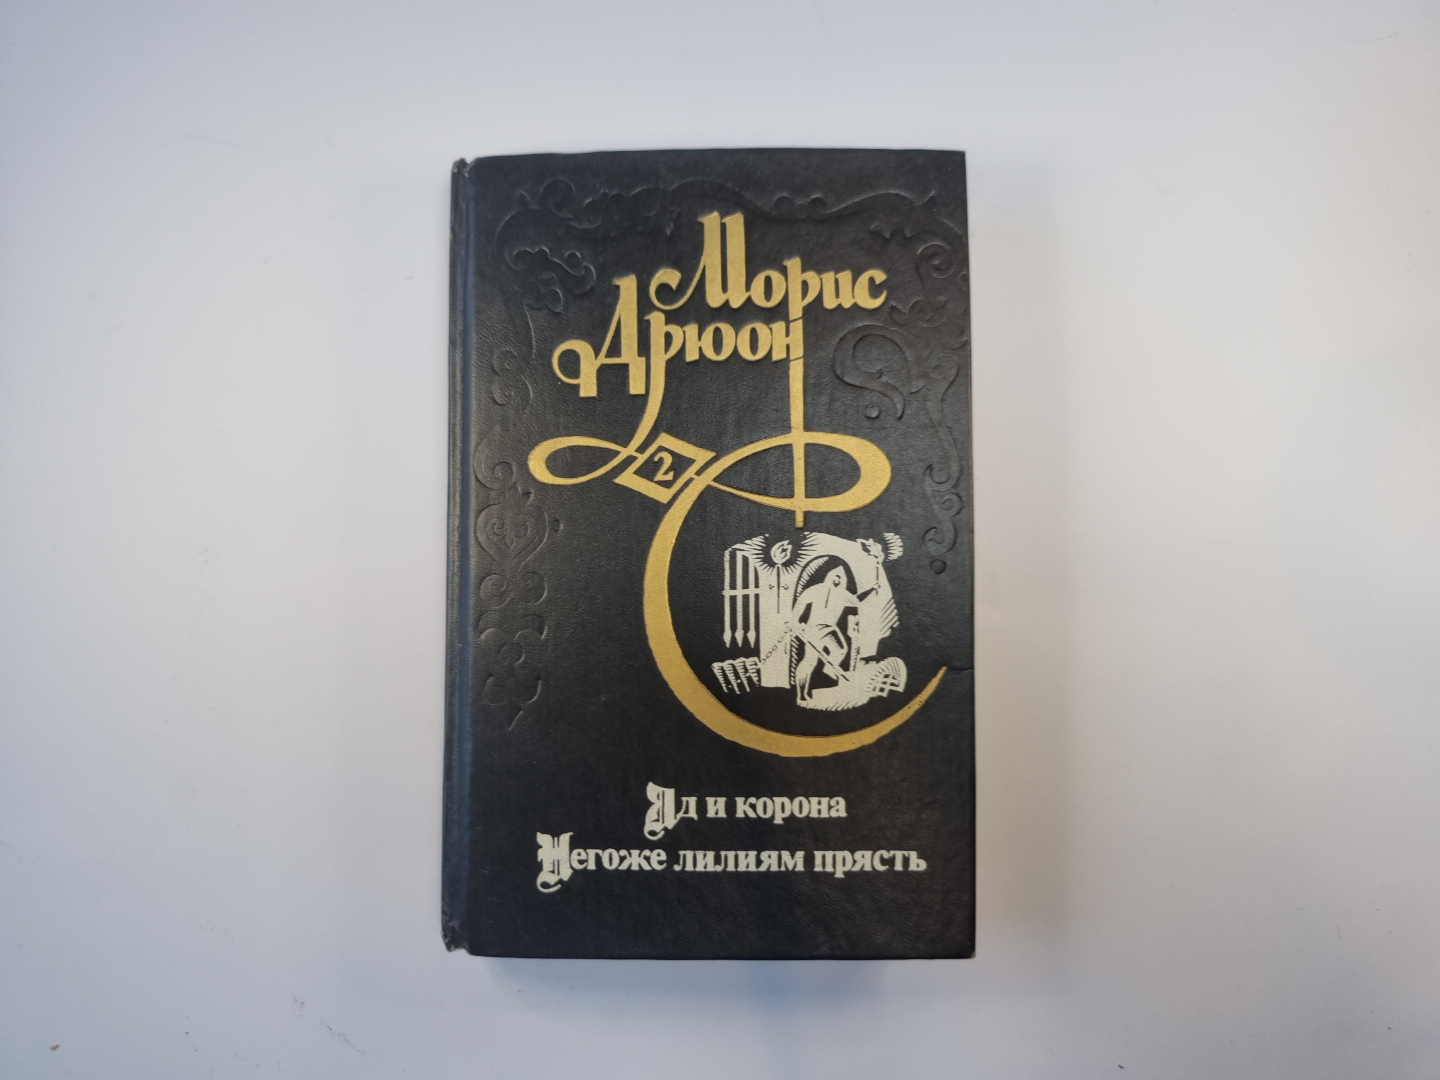 Морис
Дрюон
2
Яд и корона
Негоже лилиям прясть